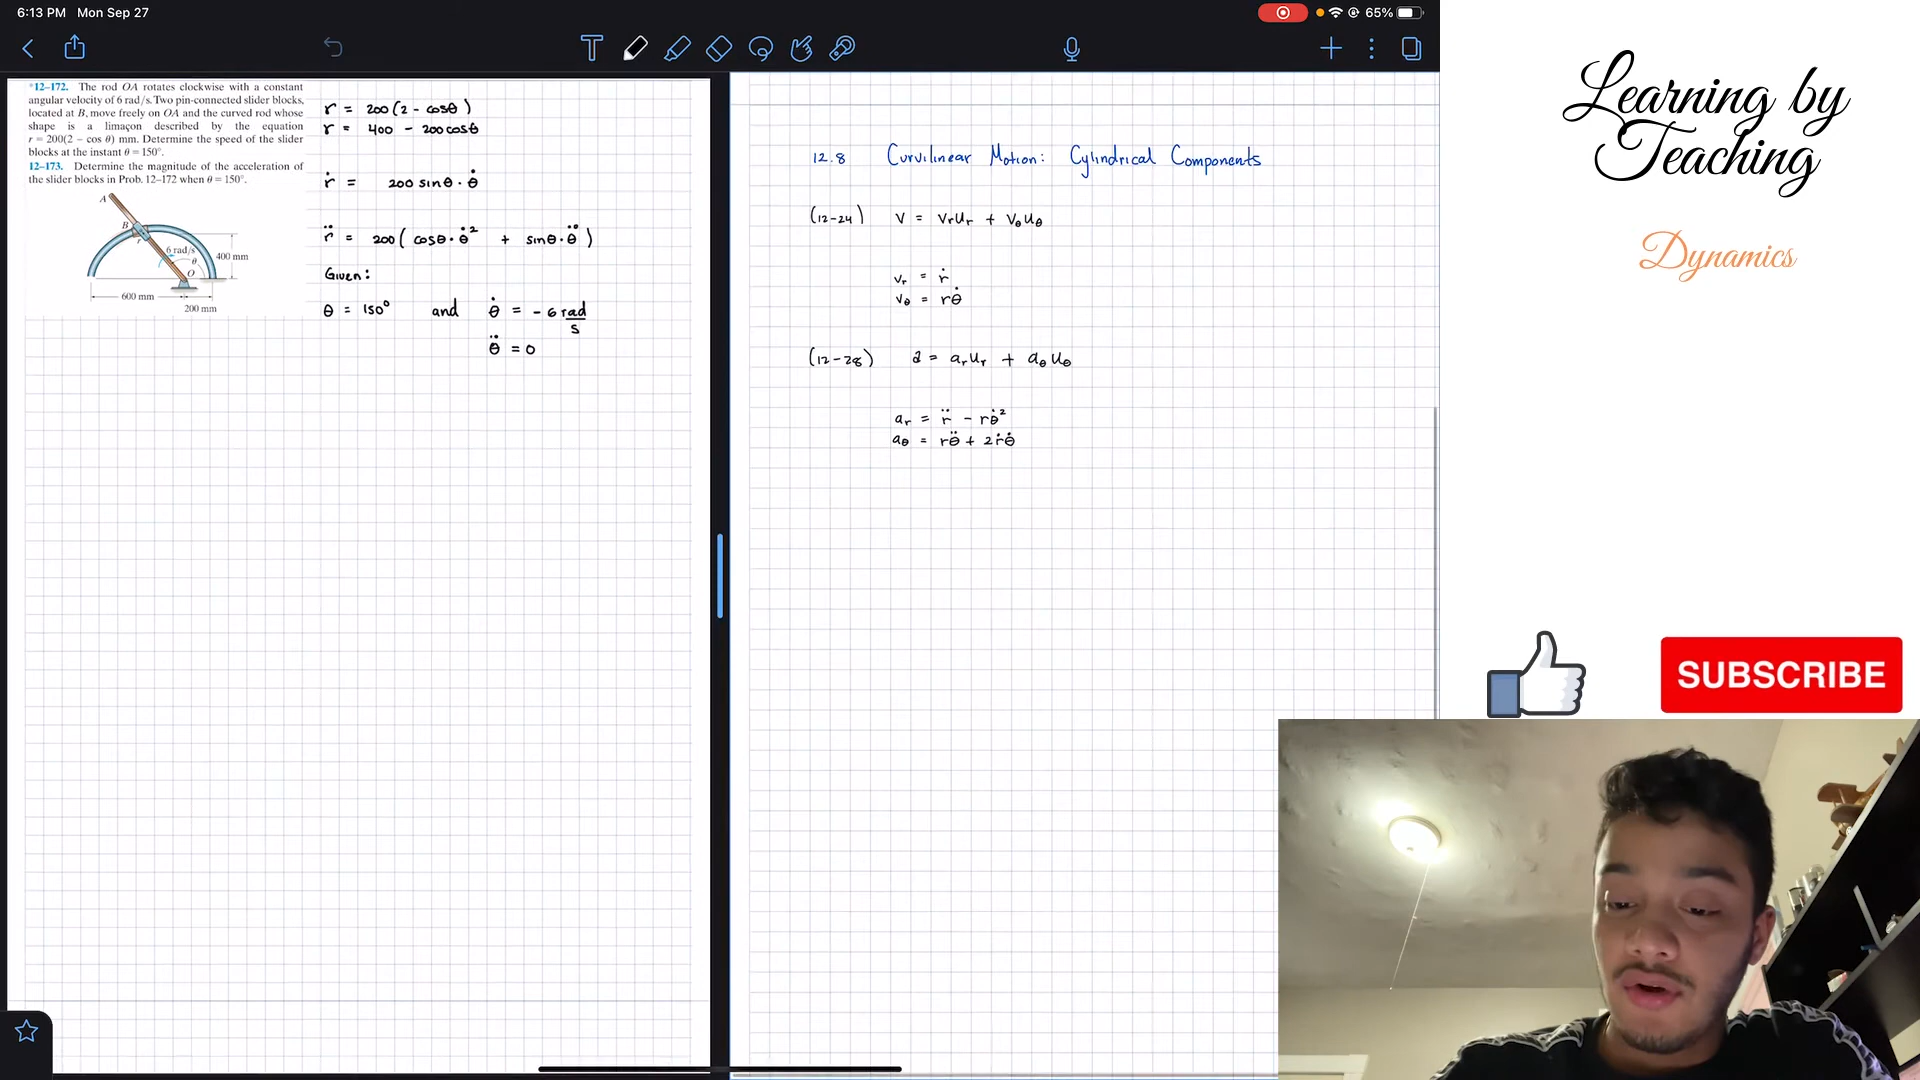 6:13 PM Mon Sep 27
65%
*12–172. The rod OA rotates clockwise with a constant
angular velocity of 6 rad/s. Two pin-connected slider blocks,
located at B, move freely on OA and the curved rod whose
shape is a limaçon described by the equation
r = 200(2 − cos θ) mm. Determine the speed of the slider
blocks at the instant θ = 150°.
12–173. Determine the magnitude of the acceleration of
the slider blocks in Prob. 12–172 when θ = 150°.
A
B
r
6 rad/s
θ
O
400 mm
600 mm
200 mm
r = 200(2 - cosθ)
r = 400 - 200cosθ
ṙ = 200 sinθ · θ̇
r̈ = 200( cosθ · θ̇² + sinθ · θ̈ )
Given:
θ = 150° and θ̇ = - 6 rad/s
θ̈ = 0
12.8 Curvilinear Motion: Cylindrical Components
(12-24) v = vᵣuᵣ + v_θu_θ
vᵣ = ṙ
v_θ = rθ̇
(12-28) a = aᵣuᵣ + a_θu_θ
aᵣ = r̈ - rθ̇²
a_θ = rθ̈ + 2ṙθ̇
Learning by
Teaching
Dynamics
SUBSCRIBE